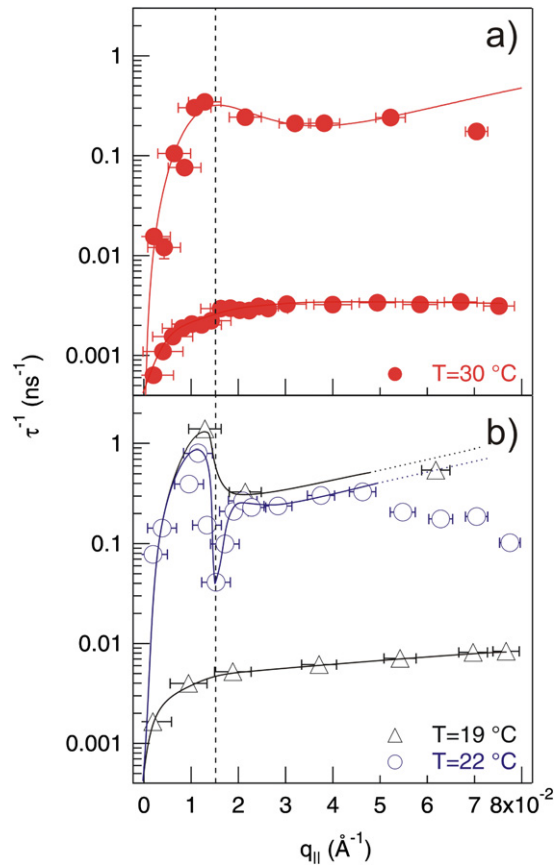 a)
1
0.1
0.01
0.001
T=30 °C
τ⁻¹ (ns⁻¹)
b)
1
0.1
0.01
0.001
T=19 °C
T=22 °C
0 1 2 3 4 5 6 7 8x10⁻²
q|| (Å⁻¹)